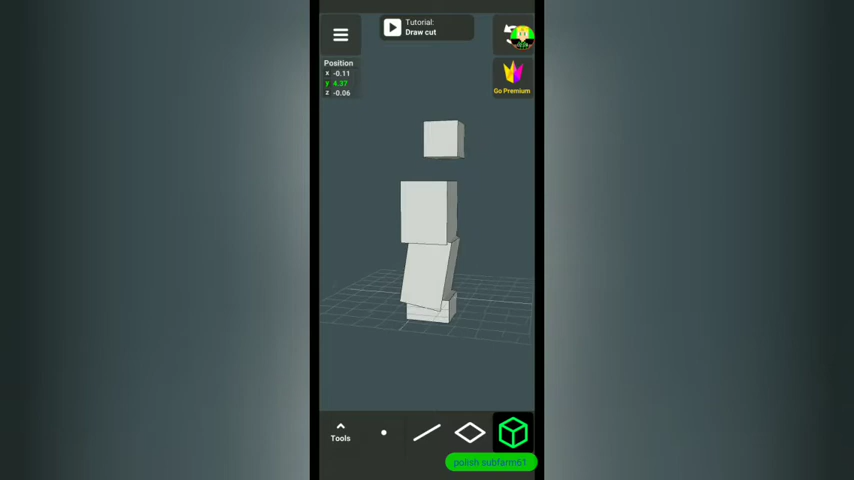 Tutorial:
Draw cut
Position
x -0.11
y 4.37
z -0.06
Go Premium
Tools
polish subfarm61